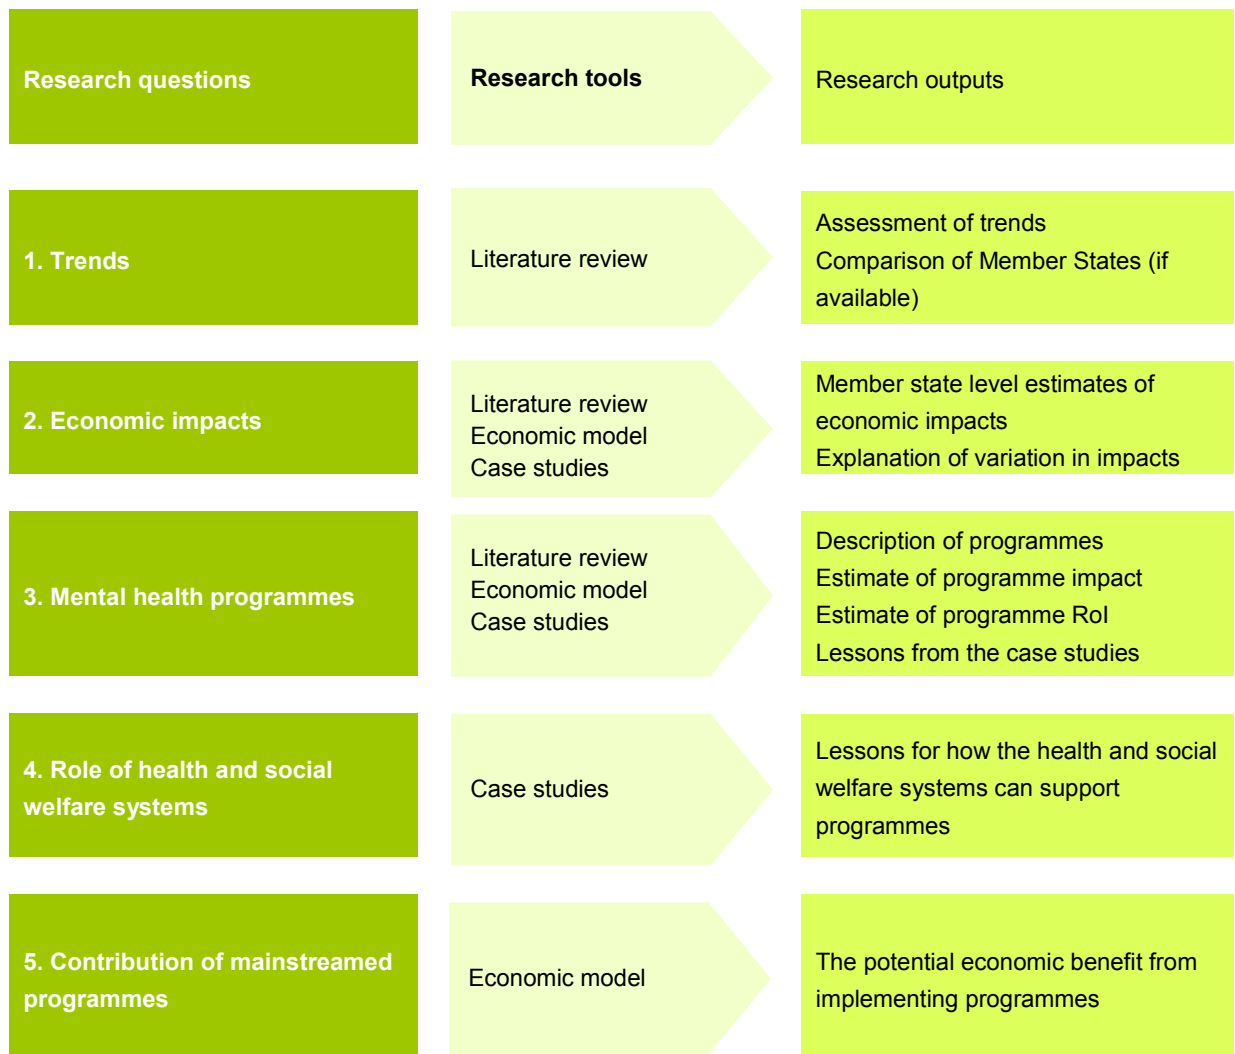 Research questions
Research tools
Research outputs
1. Trends
Literature review
Assessment of trends
Comparison of Member States (if
available)
2. Economic impacts
Literature review
Economic model
Case studies
Member state level estimates of
economic impacts
Explanation of variation in impacts
3. Mental health programmes
Literature review
Economic model
Case studies
Description of programmes
Estimate of programme impact
Estimate of programme RoI
Lessons from the case studies
4. Role of health and social
welfare systems
Case studies
Lessons for how the health and social
welfare systems can support
programmes
5. Contribution of mainstreamed
programmes
Economic model
The potential economic benefit from
implementing programmes